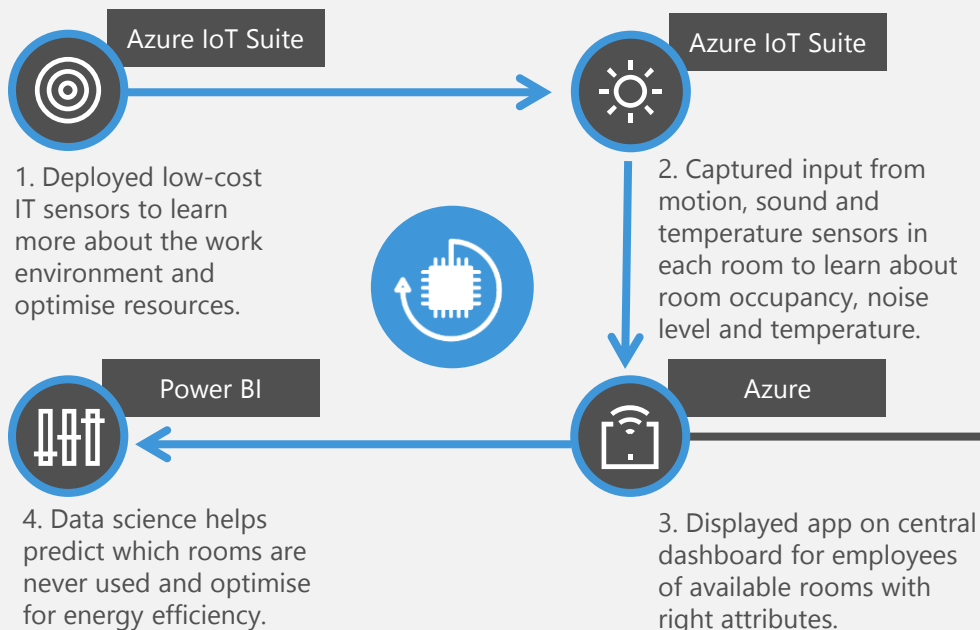 Azure IoT Suite
1. Deployed low-cost
IT sensors to learn
more about the work
environment and
optimise resources.
Azure IoT Suite
2. Captured input from
motion, sound and
temperature sensors in
each room to learn about
room occupancy, noise
level and temperature.
Azure
3. Displayed app on central
dashboard for employees
of available rooms with
right attributes.
Power BI
4. Data science helps
predict which rooms are
never used and optimise
for energy efficiency.